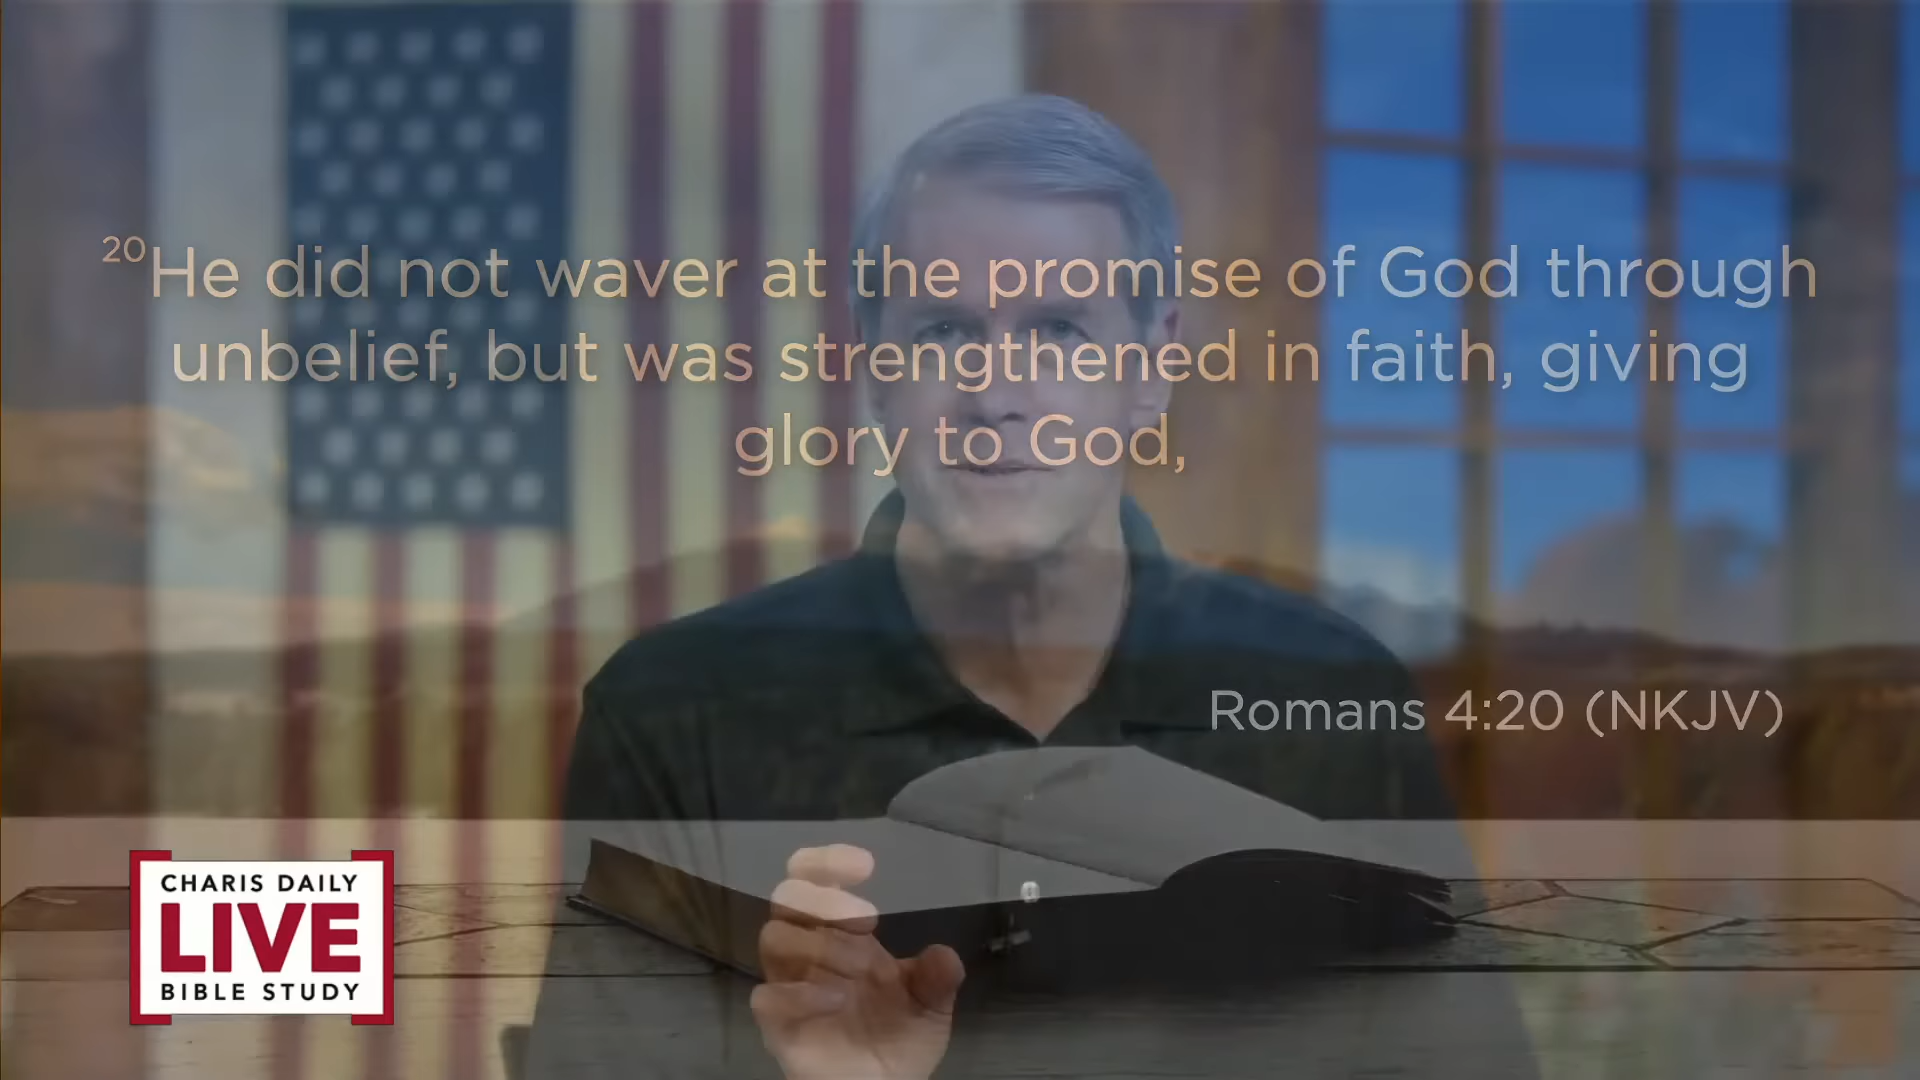 20He did not waver at the promise of God through
unbelief, but was strengthened in faith, giving
glory to God,
Romans 4:20 (NKJV)
CHARIS DAILY
LIVE
BIBLE STUDY